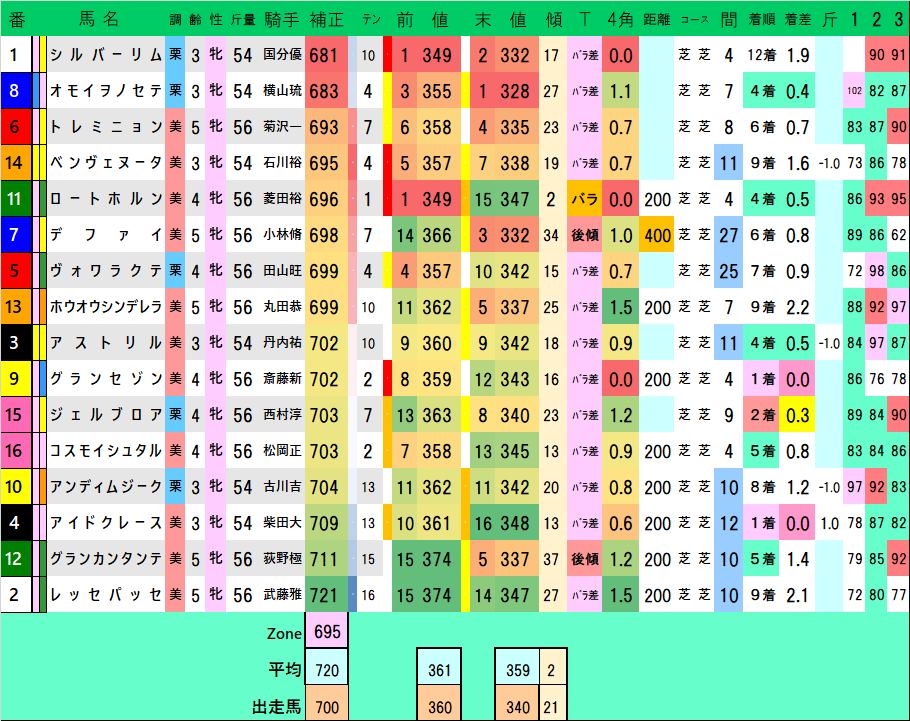 番 馬名 調 齢 性 斤量 騎手 補正 テン 前 値 末 値 傾 T 4角 距離 コース 間 着順 着差 斤 1 2 3
1 シルバーリム 栗 3 牝 54 国分優 681 10 1 349 2 332 17 バラ差 0.0 芝 芝 4 12着 1.9 90 91
8 オモイヲノセテ 栗 3 牝 54 横山琉 683 4 3 355 1 328 27 バラ差 1.1 芝 芝 7 4着 0.4 102 82 87
6 トレミニョン 美 5 牝 56 菊沢一 693 7 6 358 4 335 23 バラ差 0.7 芝 芝 8 6着 0.7 83 87 90
14 ベンヴェヌータ 美 3 牝 54 石川裕 695 4 5 357 7 338 19 バラ差 0.7 芝 芝 11 9着 1.6 -1.0 73 86 78
11 ロートホルン 美 4 牝 56 菱田裕 696 1 1 349 15 347 2 バラ 0.0 200 芝 芝 4 4着 0.5 86 93 95
7 デファイ 美 5 牝 56 小林脩 698 7 14 366 3 332 34 後傾 1.0 400 芝 芝 27 6着 0.8 89 86 62
5 ヴォワラクテ 栗 4 牝 56 田山旺 699 4 4 357 10 342 15 バラ差 0.7 芝 芝 25 7着 0.9 72 98 86
13 ホウオウシンデレラ 美 5 牝 56 丸田恭 699 10 11 362 5 337 25 バラ差 1.5 200 芝 芝 7 9着 2.2 88 92 97
3 アストリル 美 3 牝 54 丹内祐 702 10 9 360 9 342 18 バラ差 0.9 芝 芝 11 4着 0.5 -1.0 84 97 87
9 グランセゾン 美 4 牝 56 斎藤新 702 2 8 359 12 343 16 バラ差 0.0 200 芝 芝 4 1着 0.0 86 76 78
15 ジェルブロア 栗 4 牝 56 西村淳 703 7 13 363 8 340 23 バラ差 1.2 芝 芝 9 2着 0.3 89 84 90
16 コスモイシュタル 美 4 牝 56 松岡正 703 2 7 358 13 345 13 バラ差 0.9 200 芝 芝 4 5着 0.8 83 84 86
10 アンディムジーク 栗 3 牝 54 古川吉 704 13 11 362 11 342 20 バラ差 0.8 200 芝 芝 10 8着 1.2 -1.0 97 92 83
4 アイドクレース 美 3 牝 54 柴田大 709 13 10 361 16 348 13 バラ差 0.6 200 芝 芝 12 1着 0.0 1.0 78 87 82
12 グランカンタンテ 美 5 牝 56 荻野極 711 15 15 374 5 337 37 後傾 1.2 200 芝 芝 10 5着 1.4 79 85 92
2 レッセパッセ 美 5 牝 56 武藤雅 721 16 15 374 14 347 27 バラ差 1.5 200 芝 芝 10 9着 2.1 72 80 77
Zone 695
平均 720 361 359 2
出走馬 700 360 340 21